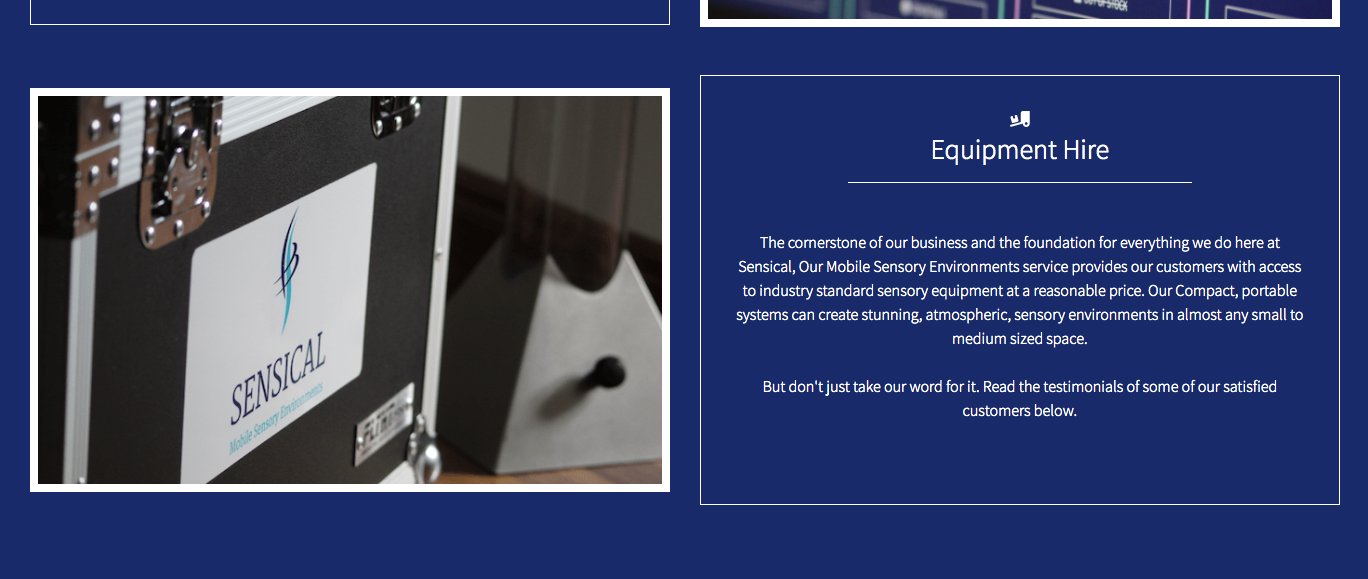 OUT OF STOCK
SENSICAL
Mobile Sensory Environments
Equipment Hire
The cornerstone of our business and the foundation for everything we do here at
Sensical, Our Mobile Sensory Environments service provides our customers with access
to industry standard sensory equipment at a reasonable price. Our Compact, portable
systems can create stunning, atmospheric, sensory environments in almost any small to
medium sized space.
But don't just take our word for it. Read the testimonials of some of our satisfied
customers below.